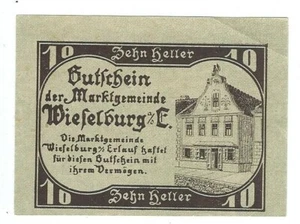 10 Zehn Heller 10
Gutschein
der Marktgemeinde
Wieselburg a/E.
Die Marktgemeinde
Wieselburg a/Erlauf haftet
für diesen Gutschein mit
ihrem Vermögen.
10 Zehn Heller 10